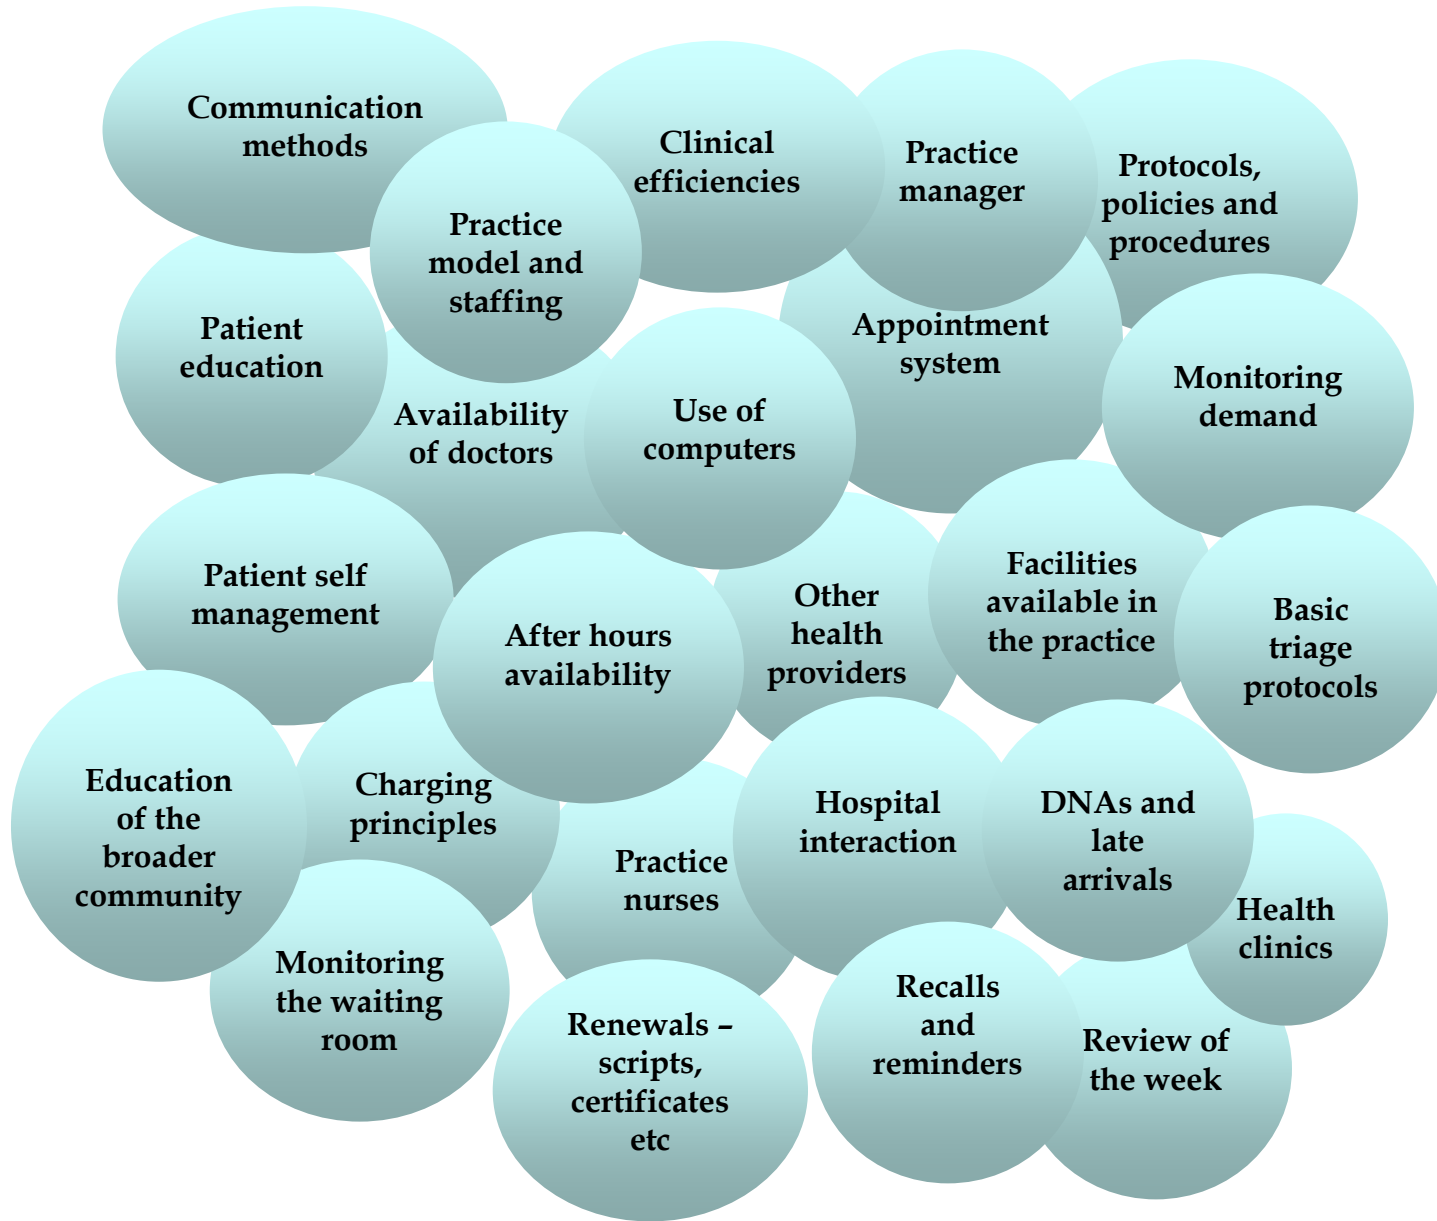 Communication
methods
Clinical
efficiencies
Practice
manager
Protocols,
policies and
procedures
Practice
model and
staffing
Patient
education
Availability
of doctors
Use of
computers
Appointment
system
Monitoring
demand
Patient self
management
After hours
availability
Other
health
providers
Facilities
available in
the practice
Basic
triage
protocols
Education
of the
broader
community
Charging
principles
Practice
nurses
Hospital
interaction
DNAs and
late
arrivals
Health
clinics
Monitoring
the waiting
room
Renewals –
scripts,
certificates
etc
Recalls
and
reminders
Review of
the week